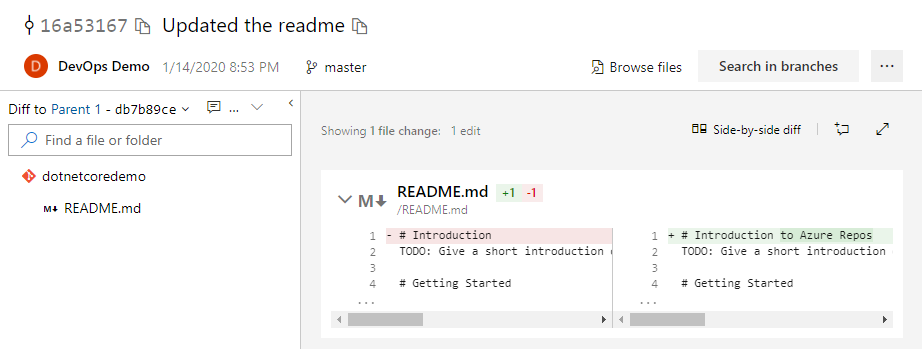 16a53167 Updated the readme
D DevOps Demo 1/14/2020 8:53 PM master Browse files Search in branches ...
Diff to Parent 1 - db7b89ce ...
Find a file or folder
dotnetcoredemo
M README.md
Showing 1 file change: 1 edit Side-by-side diff
M README.md +1 -1
/README.md
1 - # Introduction
2 TODO: Give a short introduction
3
4 # Getting Started
...
1 + # Introduction to Azure Repos
2 TODO: Give a short introduction
3
4 # Getting Started
...